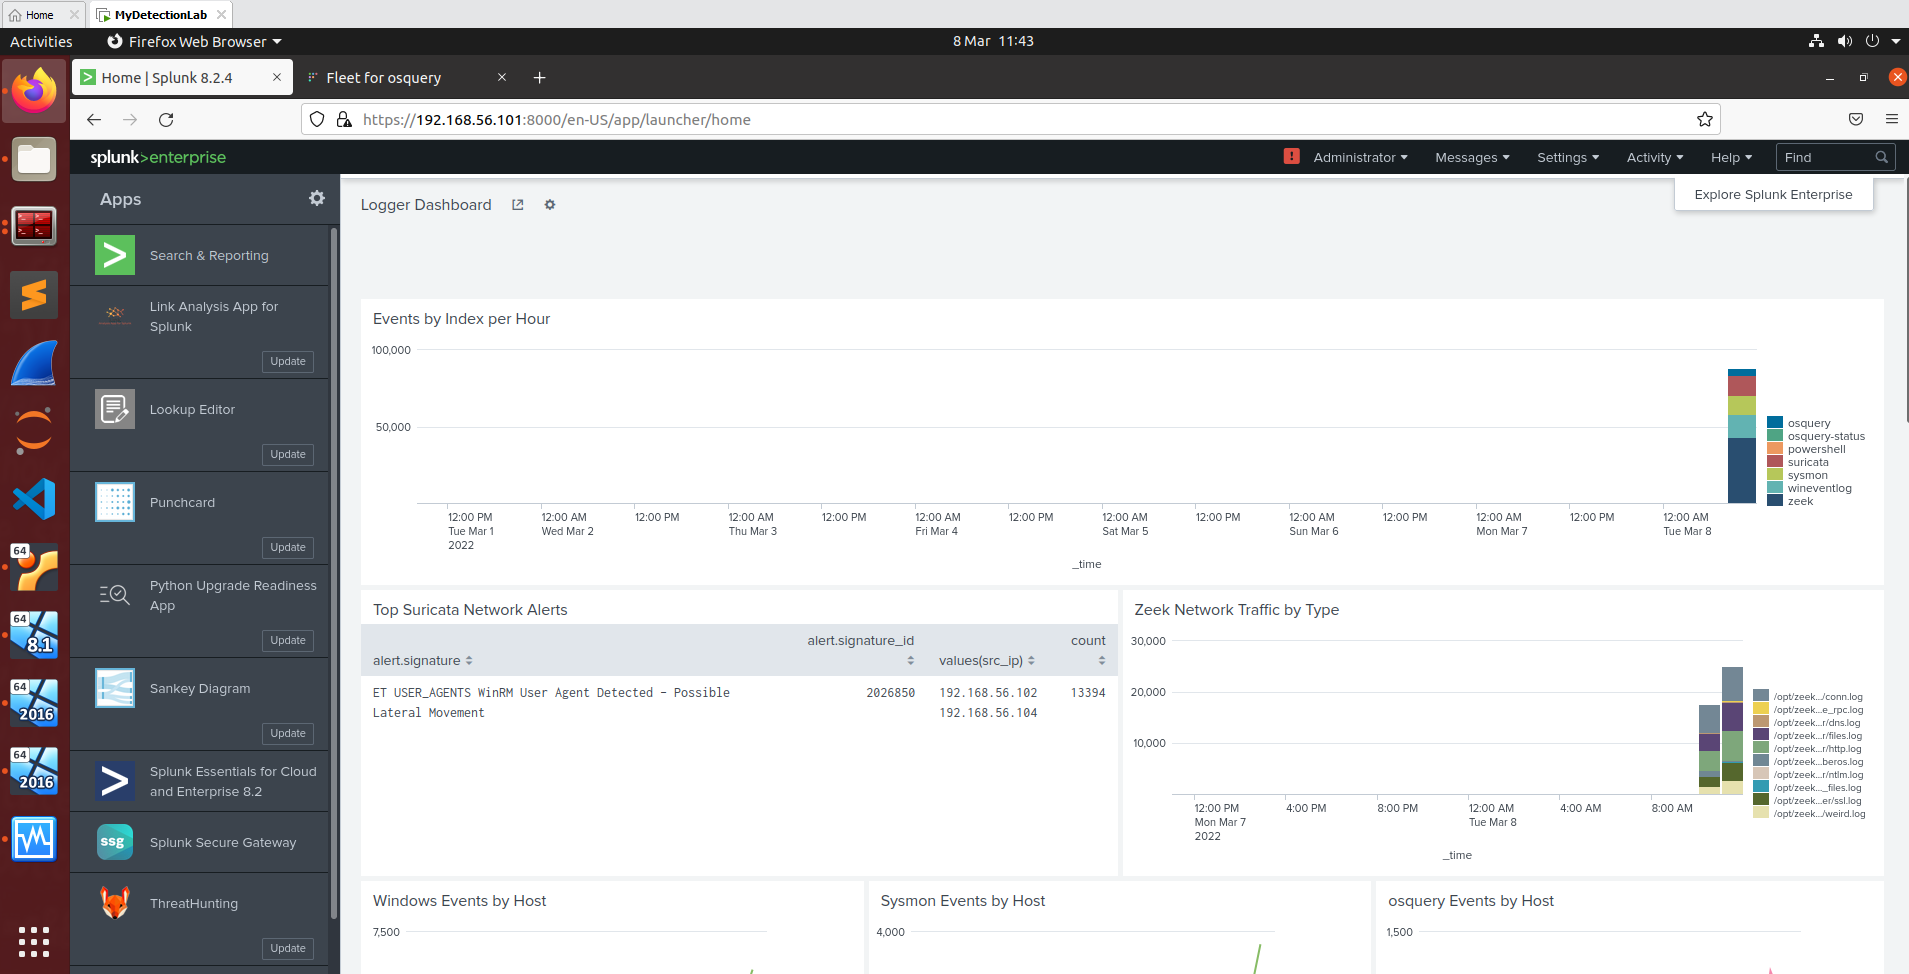 Home
MyDetectionLab
Activities
Firefox Web Browser
8 Mar 11:43
Home | Splunk 8.2.4
Fleet for osquery
https://192.168.56.101:8000/en-US/app/launcher/home
splunk>enterprise
!
Administrator
Messages
Settings
Activity
Help
Find
Explore Splunk Enterprise
Apps
Search & Reporting
Link Analysis App for
Splunk
Update
Lookup Editor
Update
Punchcard
Update
Python Upgrade Readiness
App
Update
Sankey Diagram
Update
Splunk Essentials for Cloud
and Enterprise 8.2
ssg
Splunk Secure Gateway
ThreatHunting
Update
64
64
8.1
64
2016
64
2016
Logger Dashboard
Events by Index per Hour
100,000
50,000
12:00 PM
Tue Mar 1
2022
12:00 AM
Wed Mar 2
12:00 PM
12:00 AM
Thu Mar 3
12:00 PM
12:00 AM
Fri Mar 4
12:00 PM
12:00 AM
Sat Mar 5
12:00 PM
12:00 AM
Sun Mar 6
12:00 PM
12:00 AM
Mon Mar 7
12:00 PM
12:00 AM
Tue Mar 8
_time
osquery
osquery-status
powershell
suricata
sysmon
wineventlog
zeek
Top Suricata Network Alerts
alert.signature
alert.signature_id
values(src_ip)
count
ET USER_AGENTS WinRM User Agent Detected - Possible
Lateral Movement
2026850
192.168.56.102
192.168.56.104
13394
Zeek Network Traffic by Type
30,000
20,000
10,000
12:00 PM
Mon Mar 7
2022
4:00 PM
8:00 PM
12:00 AM
Tue Mar 8
4:00 AM
8:00 AM
_time
/opt/zeek.../conn.log
/opt/zeek...e_rpc.log
/opt/zeek...r/dns.log
/opt/zeek...r/files.log
/opt/zeek...r/http.log
/opt/zeek...beros.log
/opt/zeek...r/ntlm.log
/opt/zeek..._files.log
/opt/zeek...er/ssl.log
/opt/zeek.../weird.log
Windows Events by Host
7,500
Sysmon Events by Host
4,000
osquery Events by Host
1,500